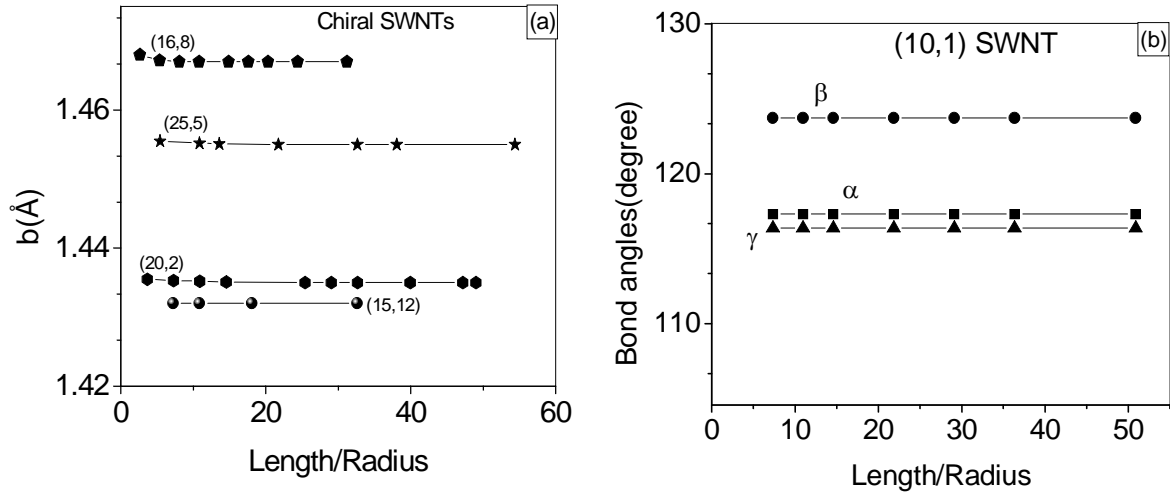 Chiral SWNTs
(a)
(16,8)
(25,5)
(20,2)
(15,12)
1.46
1.44
1.42
b(Å)
0
20
40
60
Length/Radius
(10,1) SWNT
(b)
β
α
γ
130
120
110
Bond angles(degree)
0
10
20
30
40
50
Length/Radius